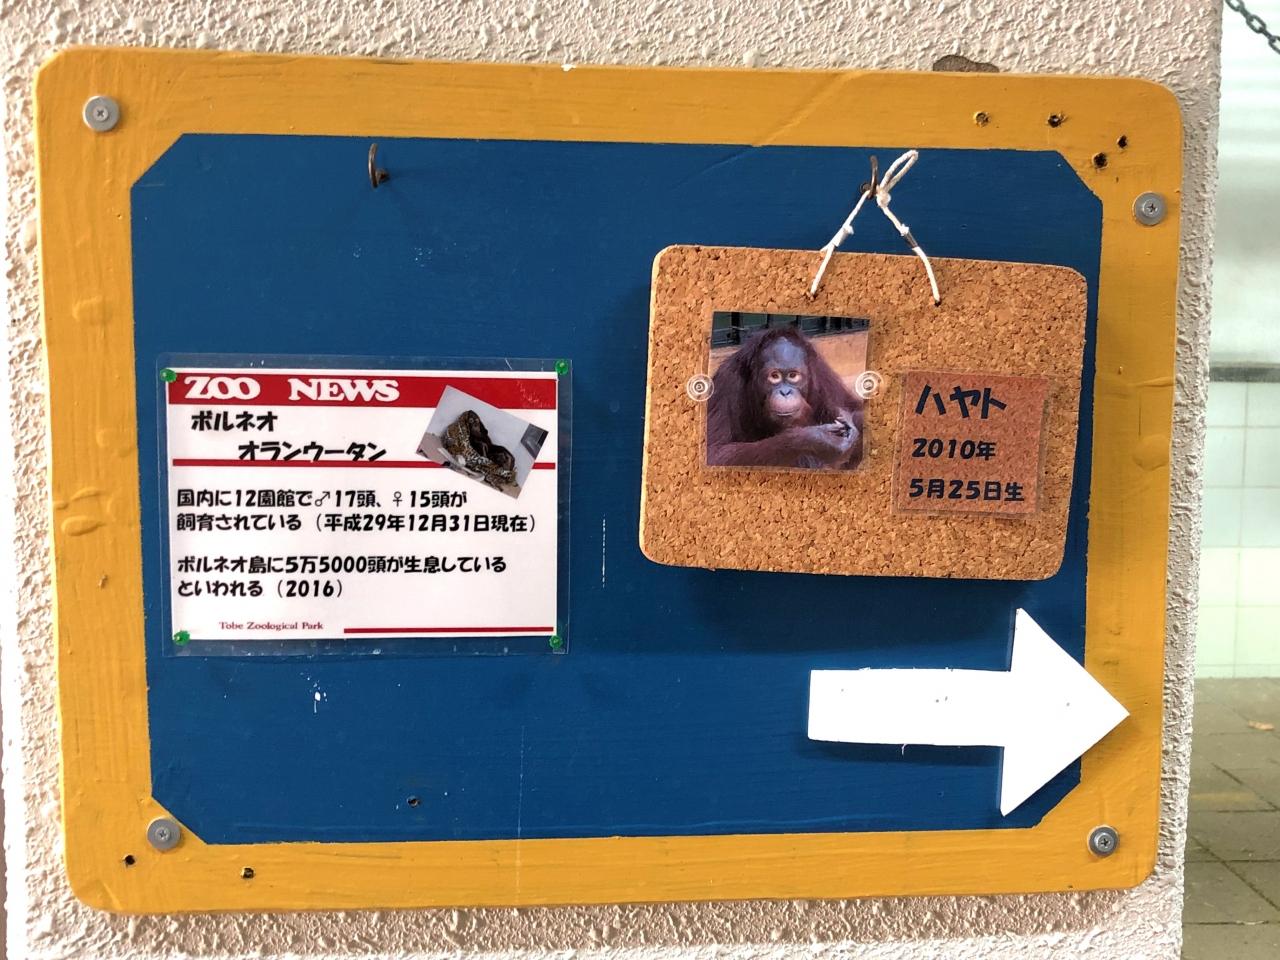 ZOO NEWS
ボルネオ
オランウータン
国内に12園館で♂17頭、♀15頭が
飼育されている（平成29年12月31日現在）
ボルネオ島に5万5000頭が生息している
といわれる（2016）
Tobe Zoological Park
ハヤト
2010年
5月25日生